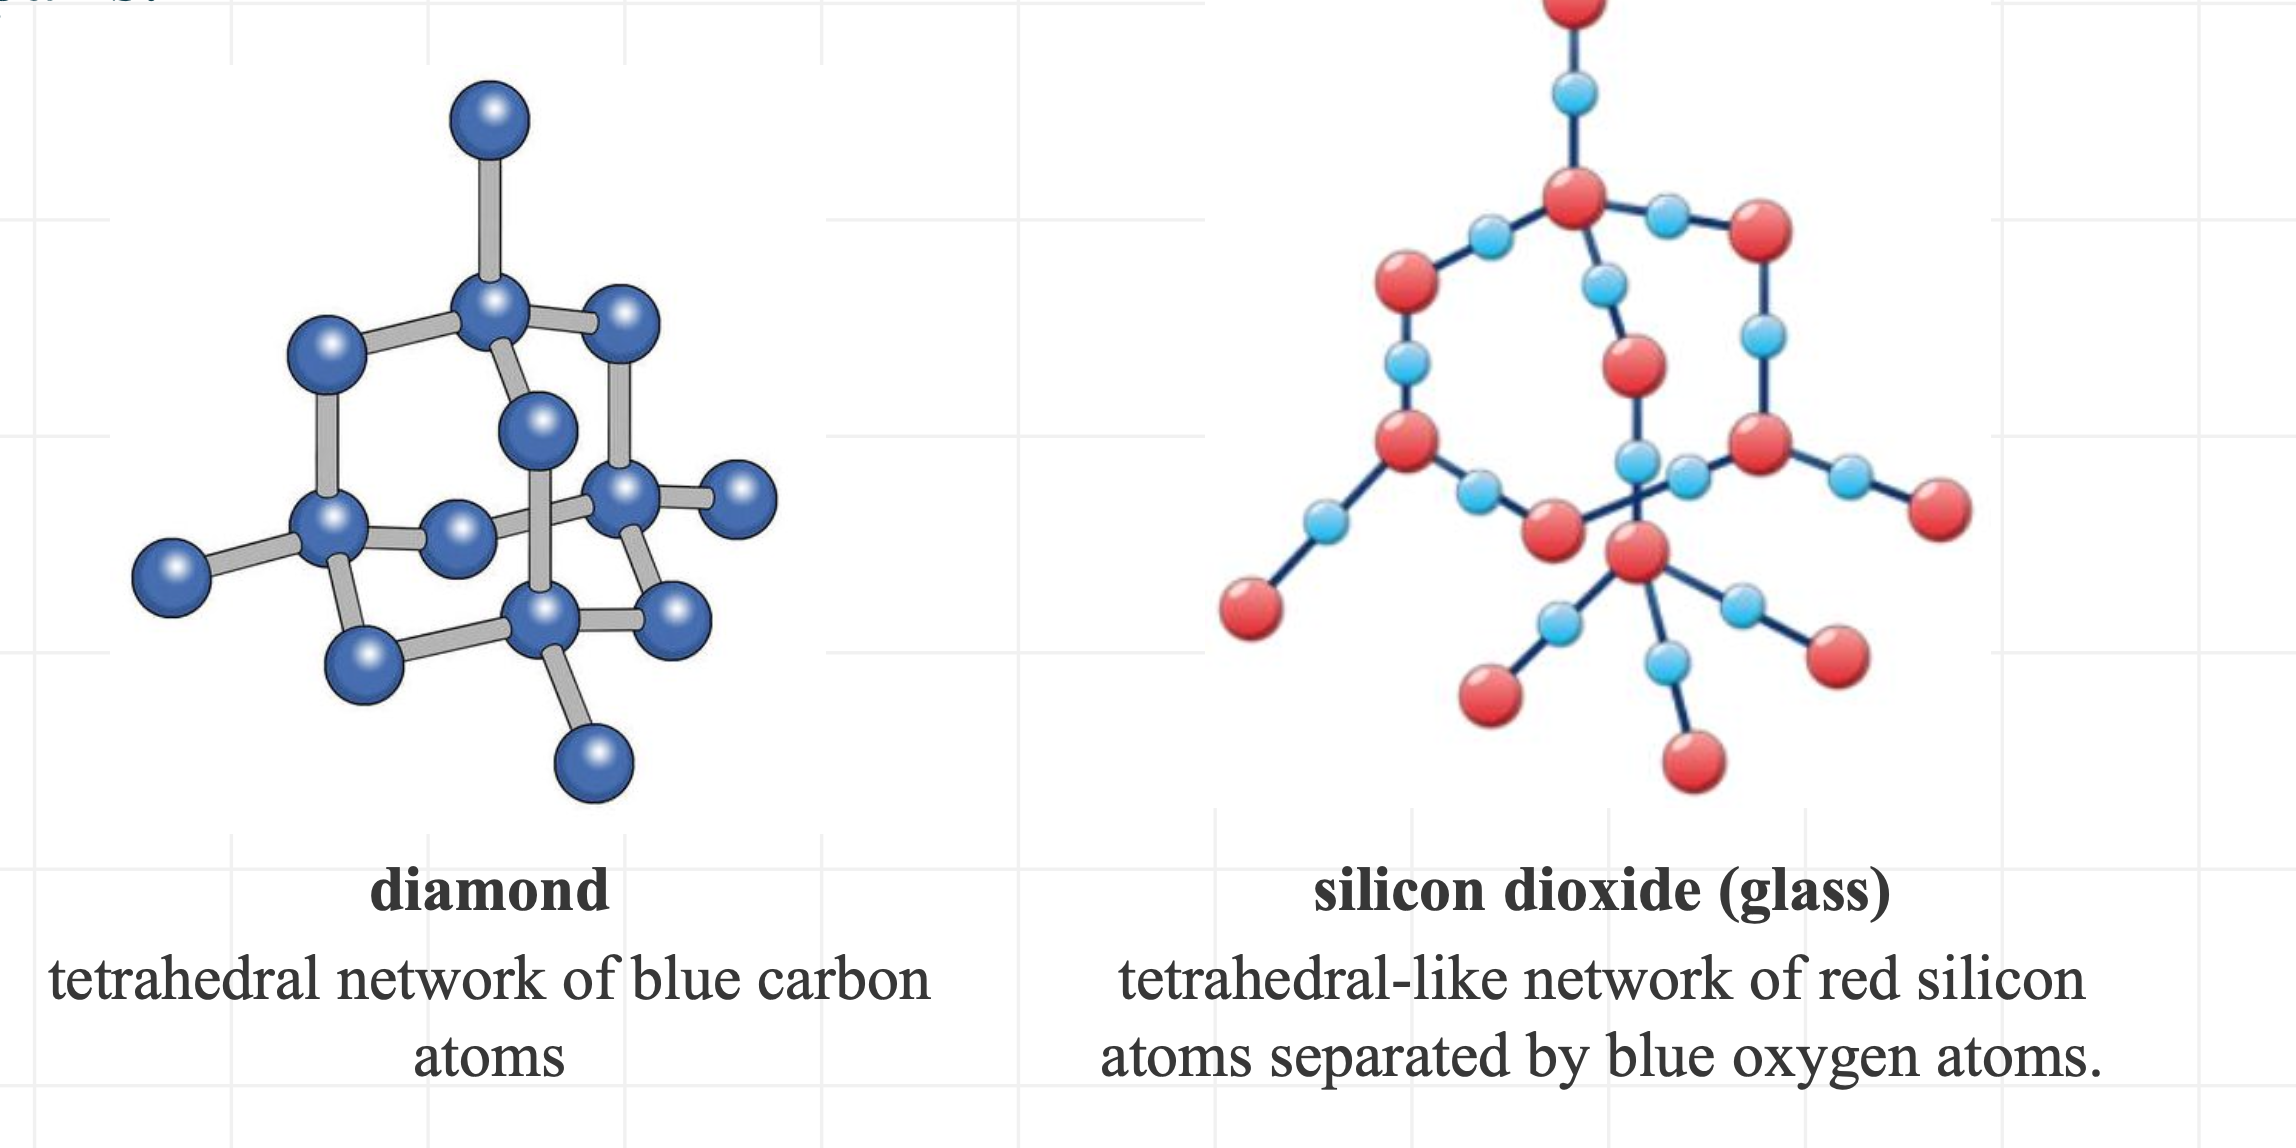 diamond
tetrahedral network of blue carbon
atoms
silicon dioxide (glass)
tetrahedral-like network of red silicon
atoms separated by blue oxygen atoms.